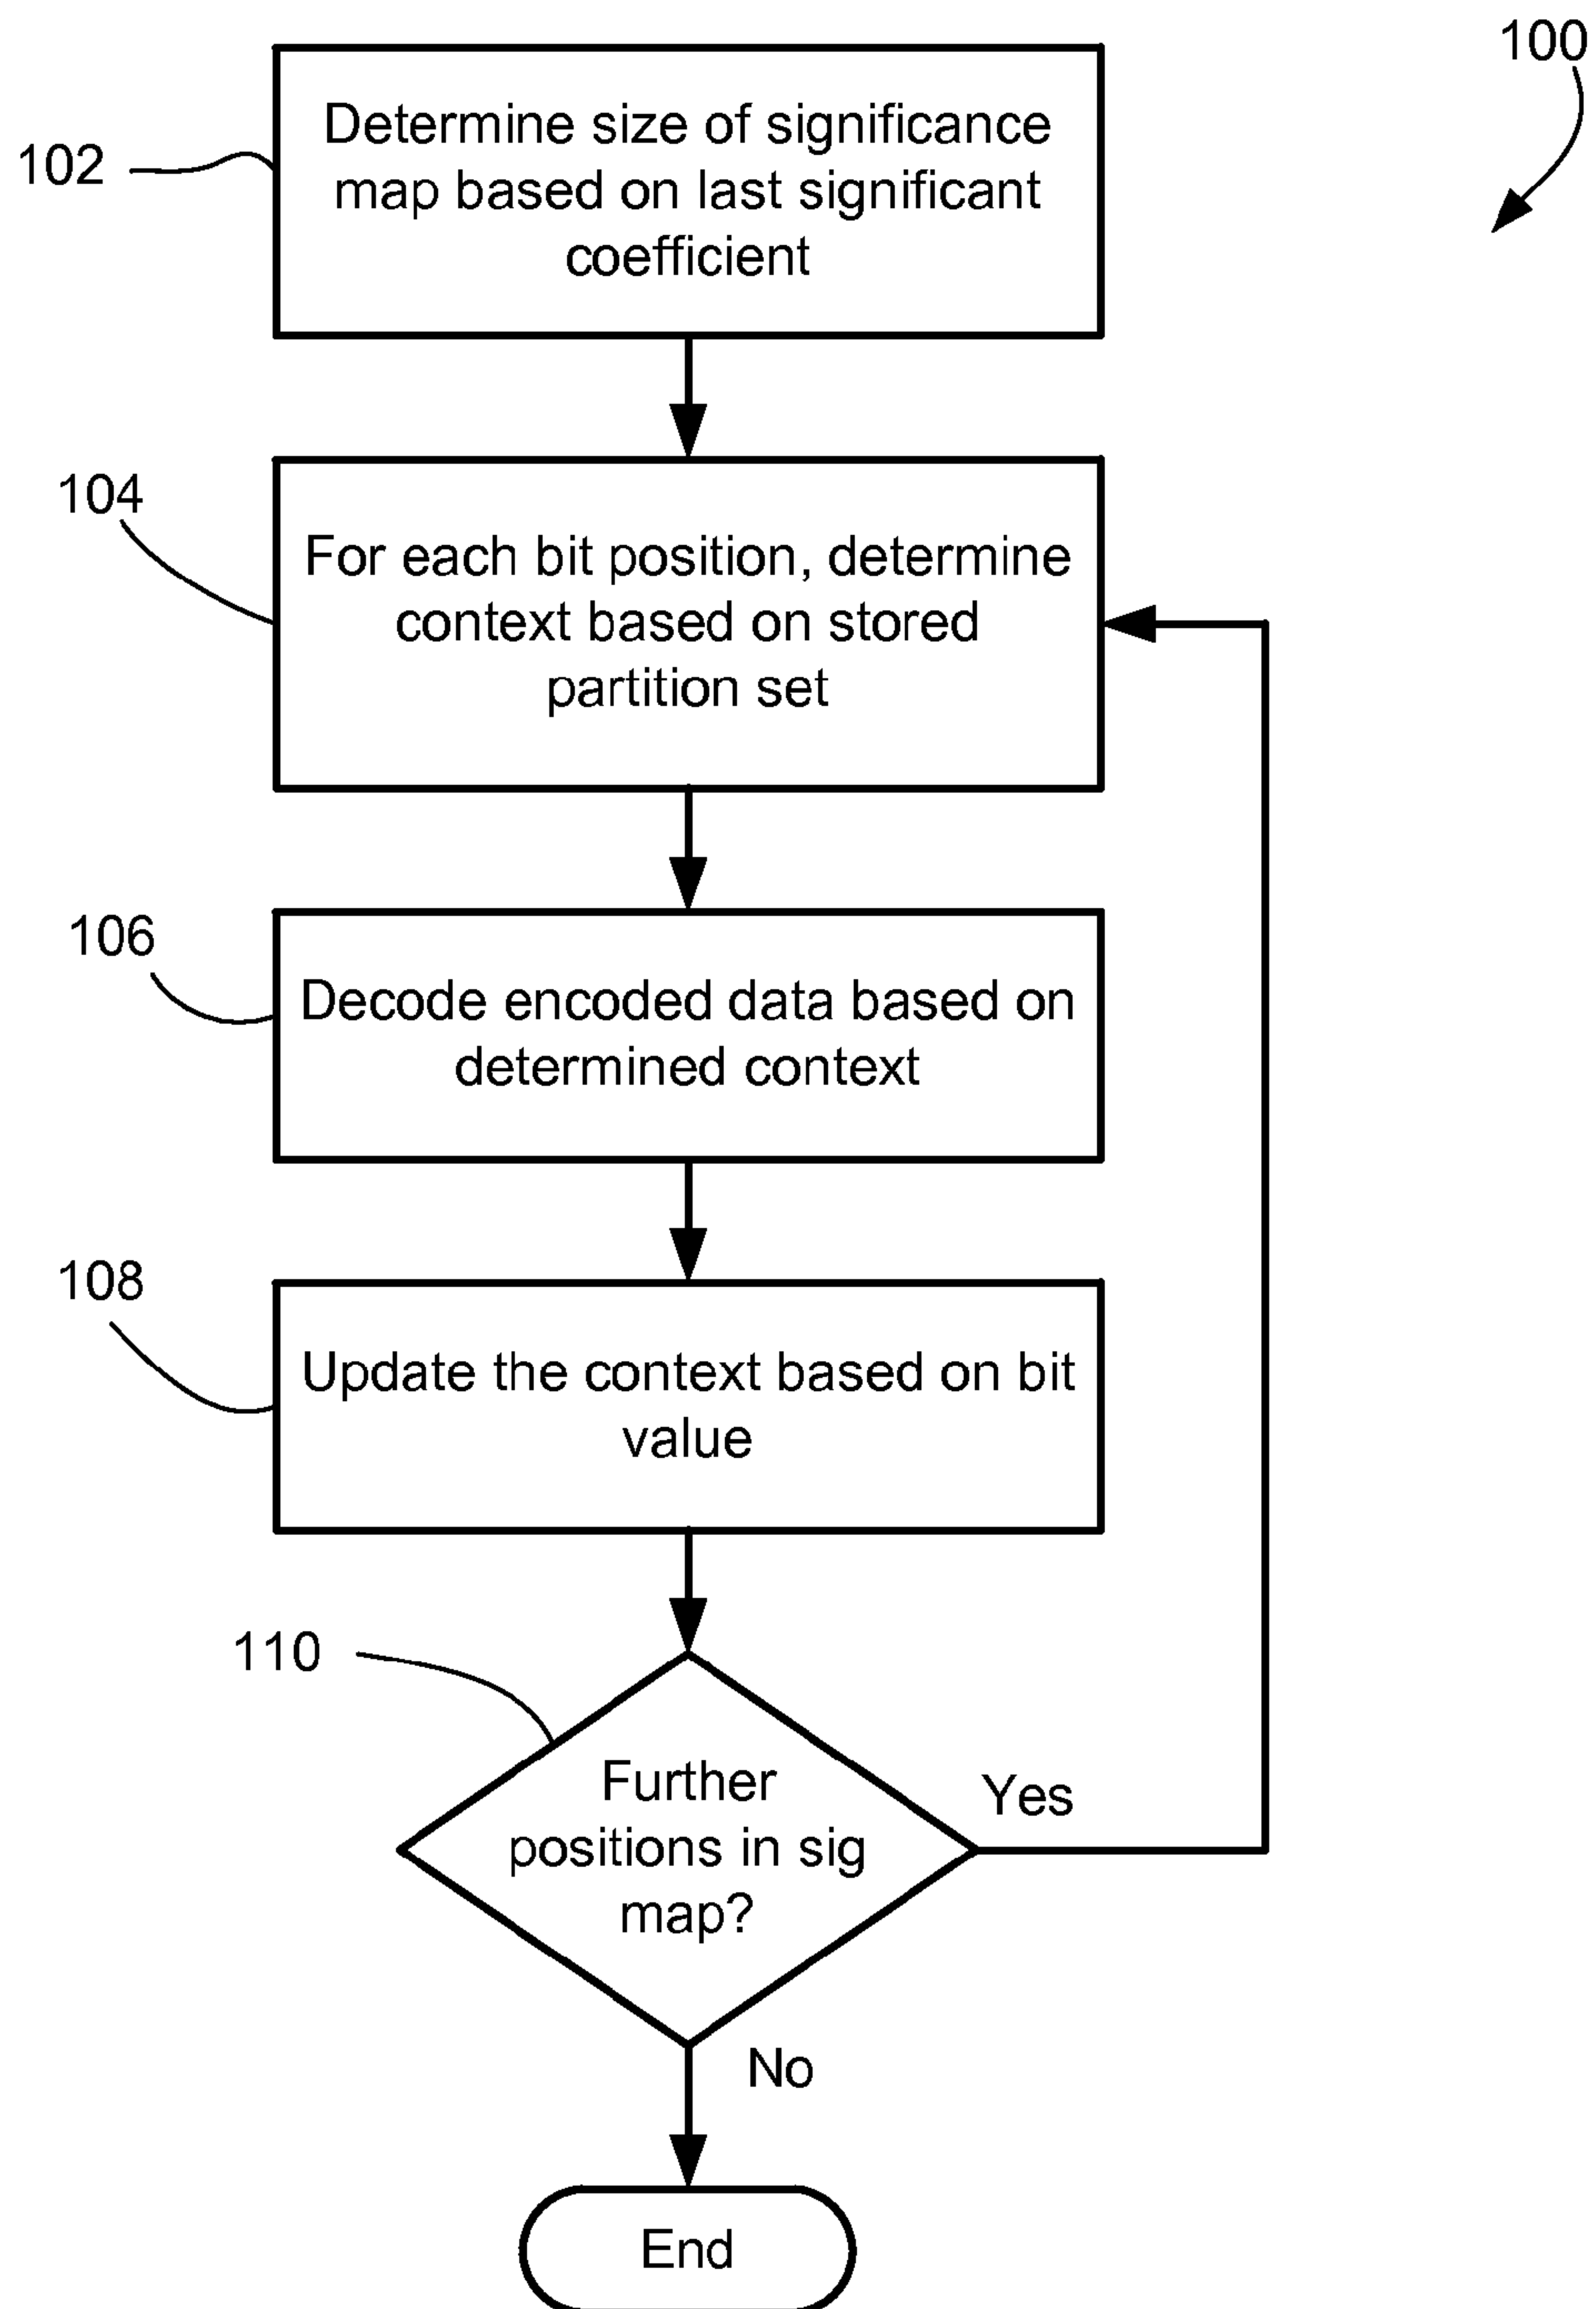 100
102
Determine size of significance
map based on last significant
coefficient
104
For each bit position, determine
context based on stored
partition set
106
Decode encoded data based on
determined context
108
Update the context based on bit
value
110
Further
positions in sig
map?
Yes
No
End